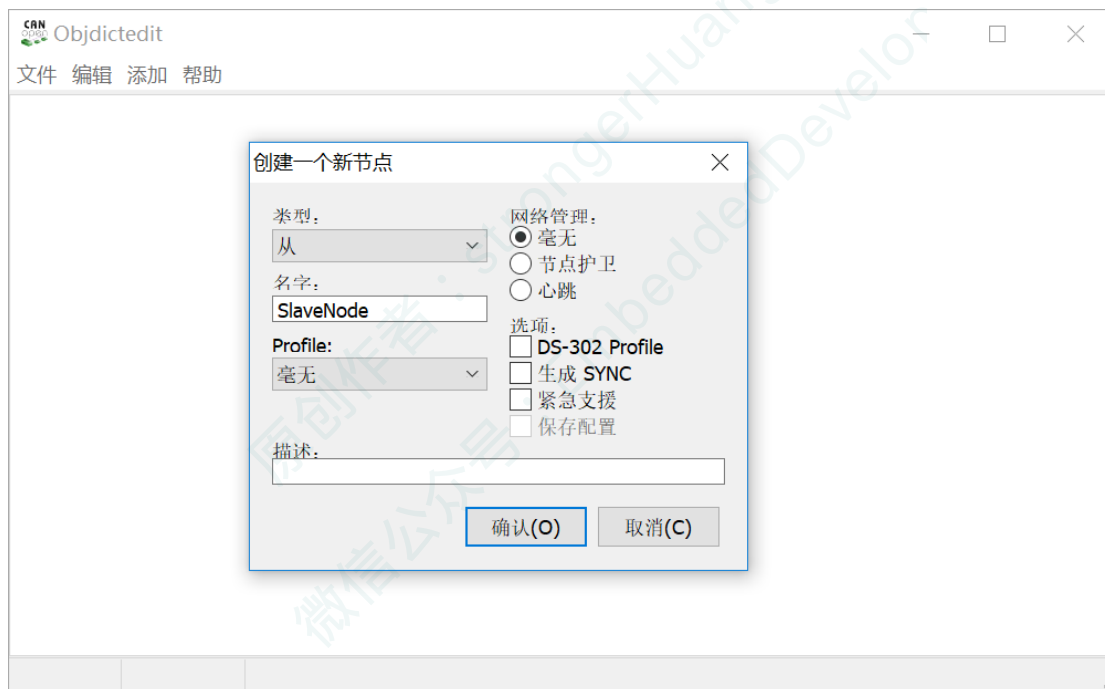 CAN
open
Objdictedit
文件 编辑 添加 帮助
创建一个新节点
类型:
从
名字:
SlaveNode
Profile:
毫无
网络管理:
毫无
节点护卫
心跳
选项:
DS-302 Profile
生成 SYNC
紧急支援
保存配置
描述:
确认(O) 取消(C)
原创作者：strongerHuang
微信公众号：EmbeddedDevelop